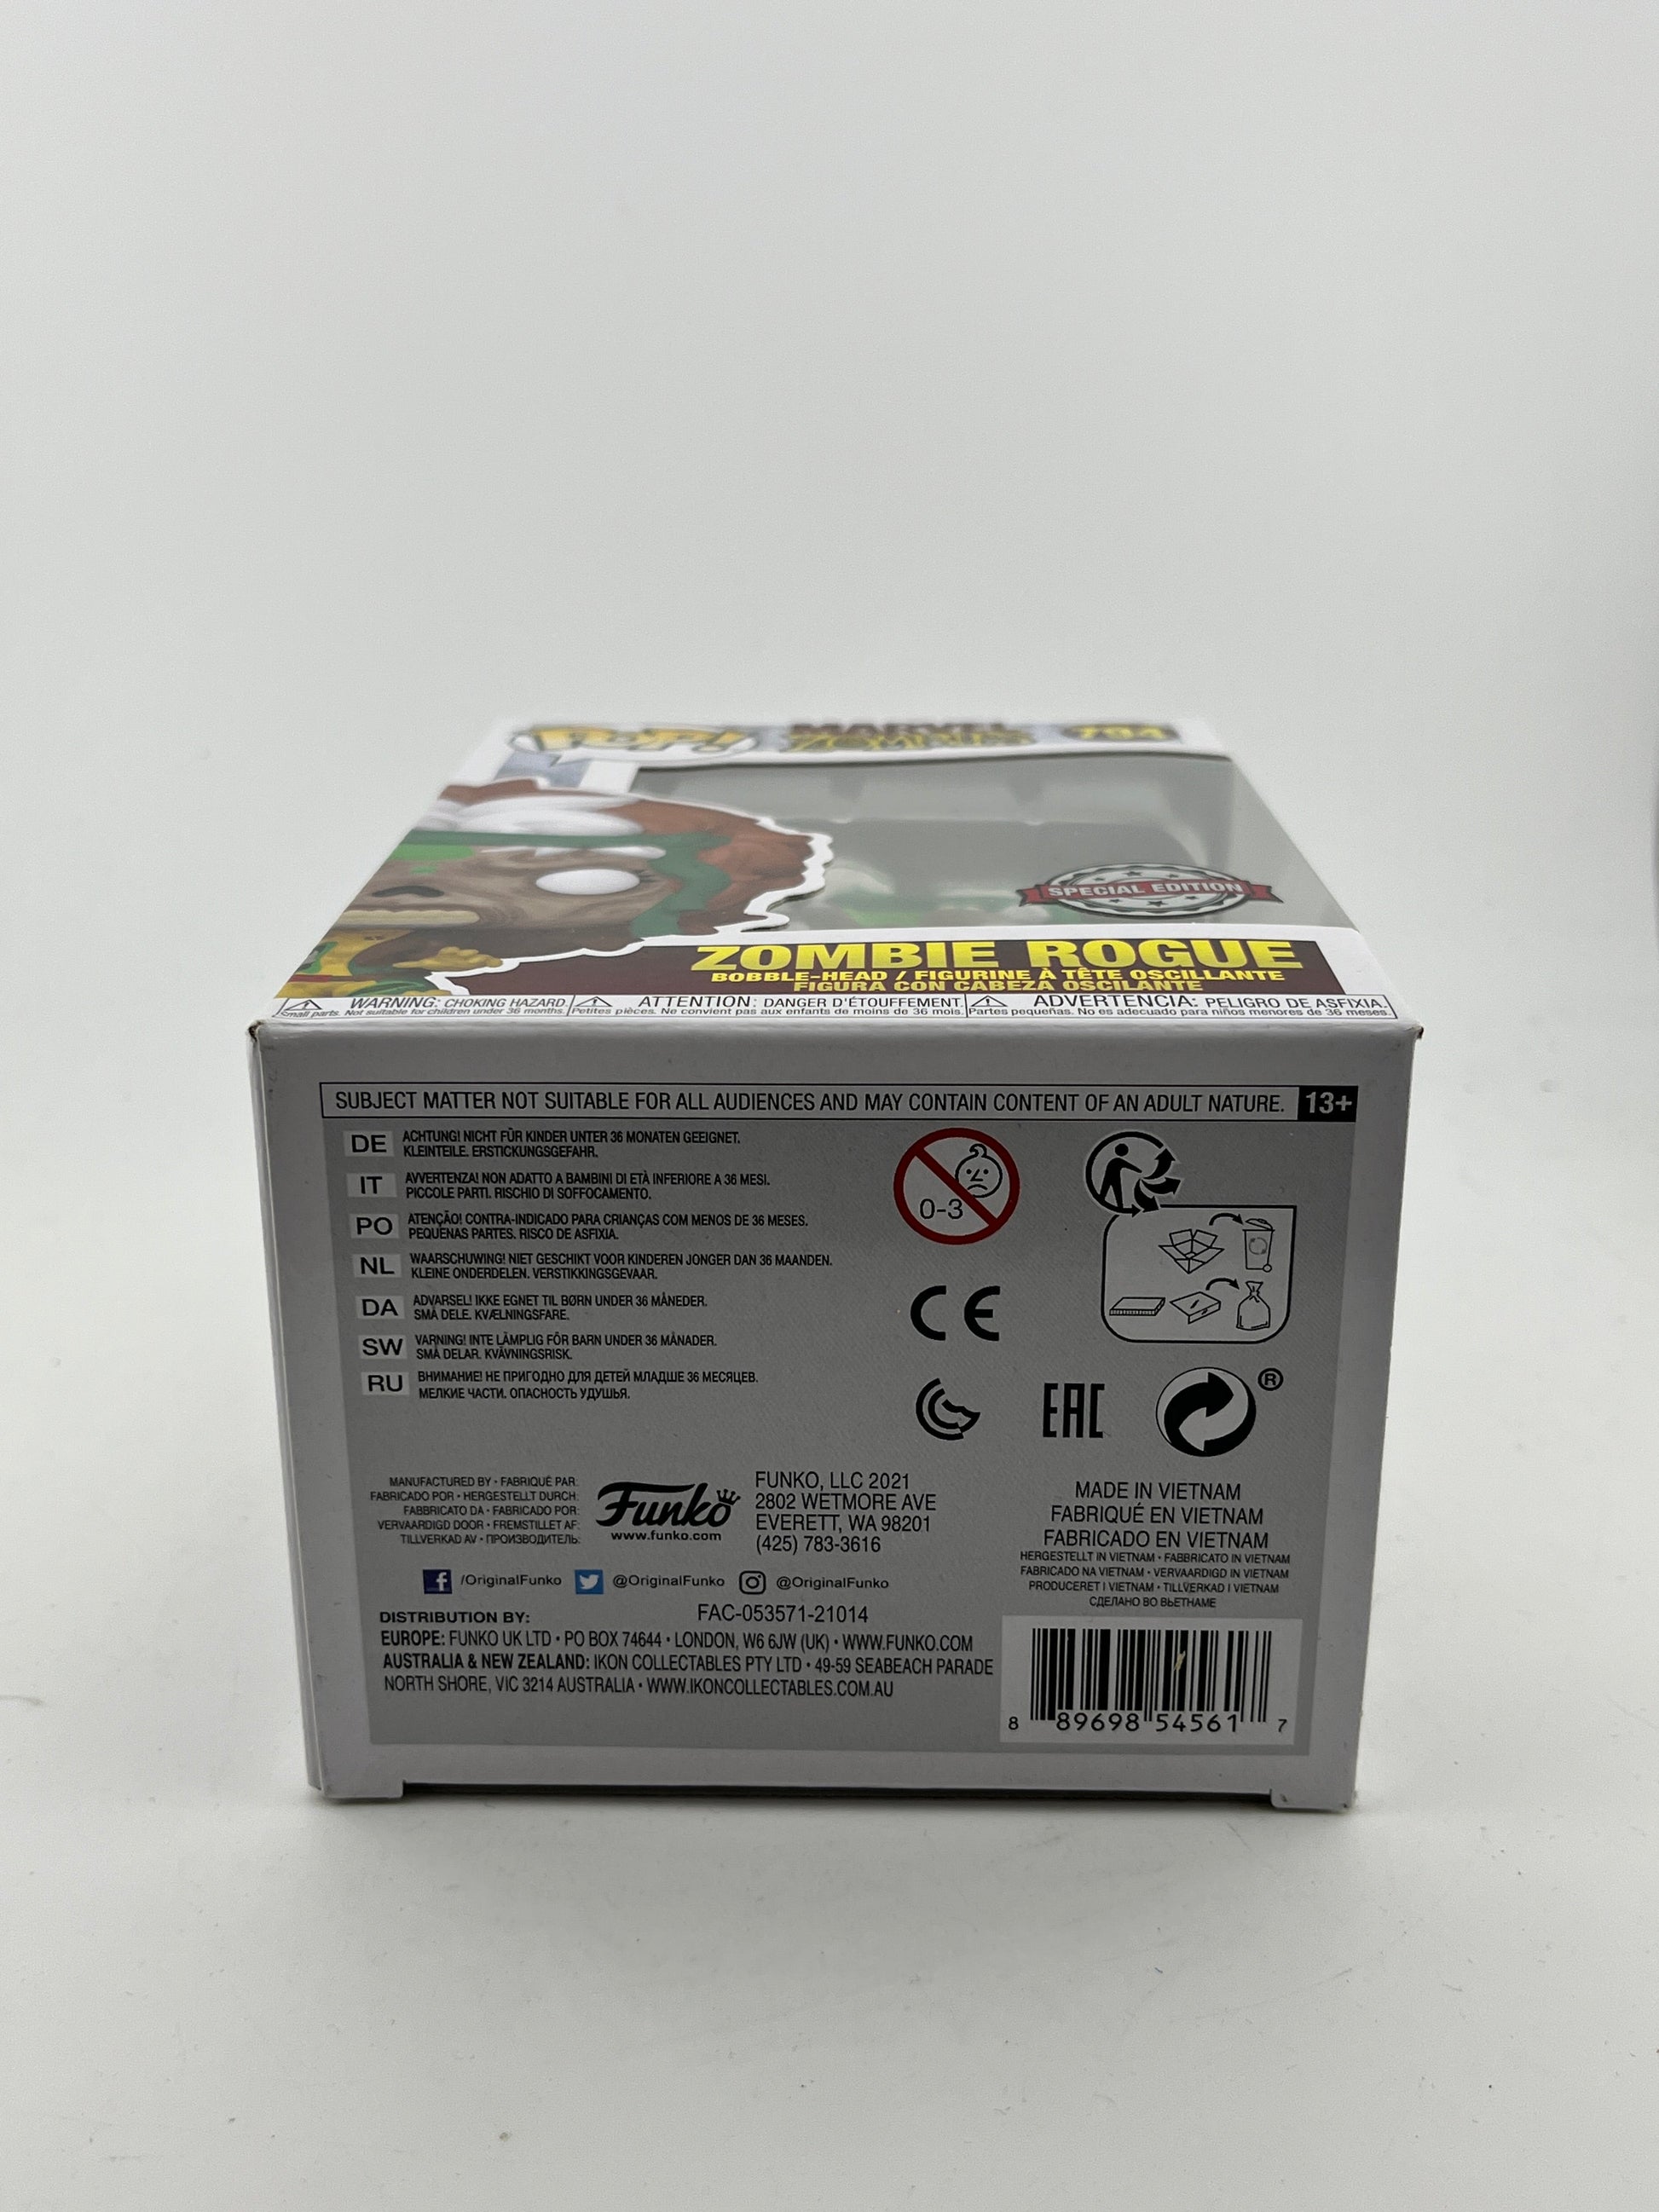 POP!
MARVEL
ZOMBIES
794
SPECIAL EDITION
ZOMBIE ROGUE
BOBBLE-HEAD / FIGURINE À TÊTE OSCILLANTE
FIGURA CON CABEZA OSCILANTE
WARNING: CHOKING HAZARD.
Small parts. Not suitable for children under 36 months.
ATTENTION: DANGER D'ÉTOUFFEMENT.
Petites pièces. Ne convient pas aux enfants de moins de 36 mois.
ADVERTENCIA: PELIGRO DE ASFIXIA.
Partes pequeñas. No es adecuado para niños menores de 36 meses.
SUBJECT MATTER NOT SUITABLE FOR ALL AUDIENCES AND MAY CONTAIN CONTENT OF AN ADULT NATURE. 13+
DE ACHTUNG! NICHT FÜR KINDER UNTER 36 MONATEN GEEIGNET.
KLEINTEILE. ERSTICKUNGSGEFAHR.
IT AVVERTENZA! NON ADATTO A BAMBINI DI ETÀ INFERIORE A 36 MESI.
PICCOLE PARTI. RISCHIO DI SOFFOCAMENTO.
PO ATENÇÃO! CONTRA-INDICADO PARA CRIANÇAS COM MENOS DE 36 MESES.
PEQUENAS PARTES. RISCO DE ASFIXIA.
NL WAARSCHUWING! NIET GESCHIKT VOOR KINDEREN JONGER DAN 36 MAANDEN.
KLEINE ONDERDELEN. VERSTIKKINGSGEVAAR.
DA ADVARSEL! IKKE EGNET TIL BØRN UNDER 36 MÅNEDER.
SMÅ DELE. KVÆLNINGSFARE.
SW VARNING! INTE LÄMPLIG FÖR BARN UNDER 36 MÅNADER.
SMÅ DELAR. KVÄVNINGSRISK.
RU ВНИМАНИЕ! НЕ ПРИГОДНО ДЛЯ ДЕТЕЙ МЛАДШЕ 36 МЕСЯЦЕВ.
МЕЛКИЕ ЧАСТИ. ОПАСНОСТЬ УДУШЬЯ.
0-3
CE
EAC
®
MANUFACTURED BY • FABRIQUÉ PAR:
FABRICADO POR • HERGESTELLT DURCH:
FABBRICATO DA • FABRICADO POR:
VERVAARDIGD DOOR • FREMSTILLET AF:
TILLVERKAD AV • ПРОИЗВОДИТЕЛЬ:
Funko
www.funko.com
FUNKO, LLC 2021
2802 WETMORE AVE
EVERETT, WA 98201
(425) 783-3616
/OriginalFunko @OriginalFunko @OriginalFunko
MADE IN VIETNAM
FABRIQUÉ EN VIETNAM
FABRICADO EN VIETNAM
HERGESTELLT IN VIETNAM • FABBRICATO IN VIETNAM
FABRICADO NA VIETNAM • VERVAARDIGD IN VIETNAM
PRODUCERET I VIETNAM • TILLVERKAD I VIETNAM
СДЕЛАНО ВО ВЬЕТНАМЕ
FAC-053571-21014
DISTRIBUTION BY:
EUROPE: FUNKO UK LTD • PO BOX 74644 • LONDON, W6 6JW (UK) • WWW.FUNKO.COM
AUSTRALIA & NEW ZEALAND: IKON COLLECTABLES PTY LTD • 49-59 SEABEACH PARADE
NORTH SHORE, VIC 3214 AUSTRALIA • WWW.IKONCOLLECTABLES.COM.AU
8 89698 54561 7